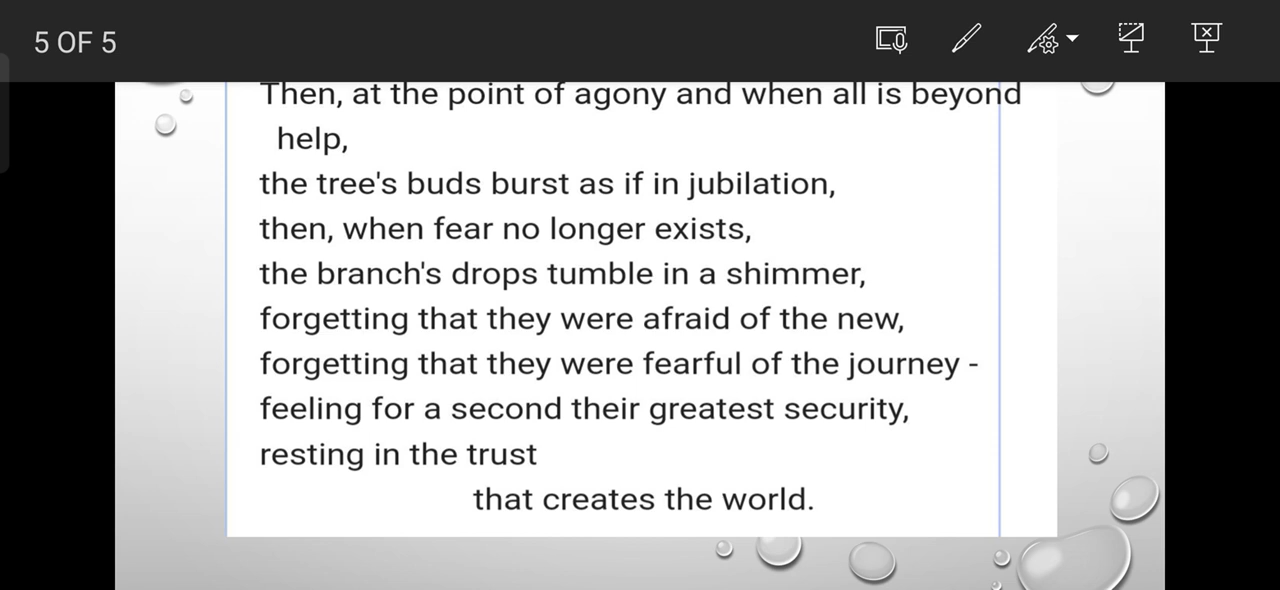 5 OF 5
Then, at the point of agony and when all is beyond
help,
the tree's buds burst as if in jubilation,
then, when fear no longer exists,
the branch's drops tumble in a shimmer,
forgetting that they were afraid of the new,
forgetting that they were fearful of the journey -
feeling for a second their greatest security,
resting in the trust
that creates the world.